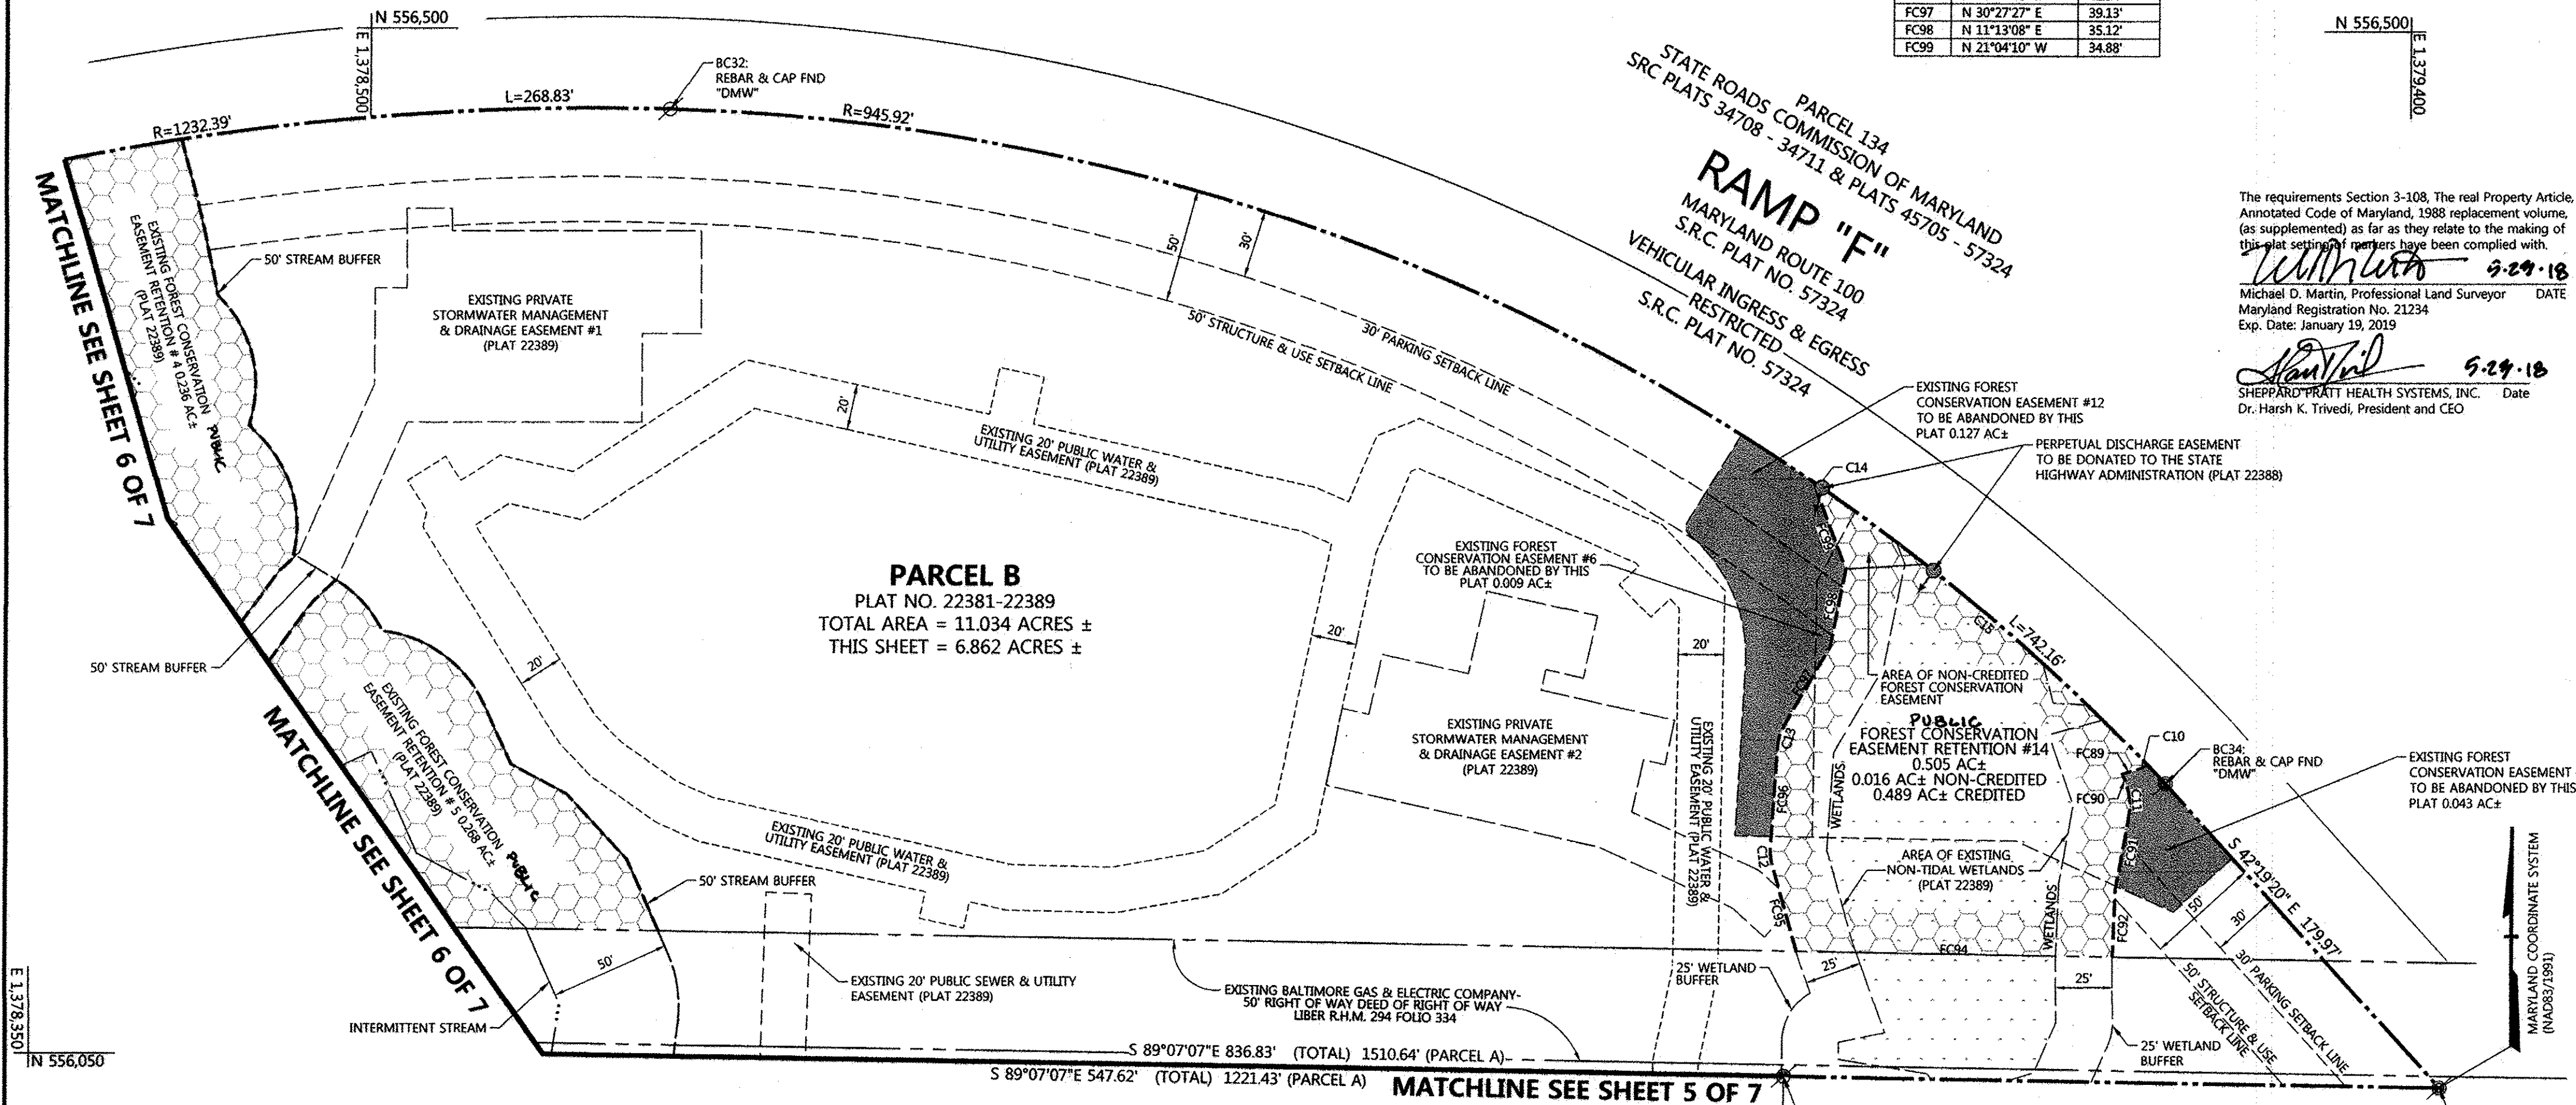 N 556,500
E 1,378,500
BC32:
REBAR & CAP FND
"DMW"
R=1232.39'
L=268.83'
R=945.92'
FC97 N 30°27'27" E 39.13'
FC98 N 11°13'08" E 35.12'
FC99 N 21°04'10" W 34.88'
N 556,500
E 1,379,400
PARCEL 134
STATE ROADS COMMISSION OF MARYLAND
SRC PLATS 34708 - 34711 & PLATS 45705 - 57324
RAMP "F"
MARYLAND ROUTE 100
S.R.C. PLAT NO. 57324
VEHICULAR INGRESS & EGRESS
RESTRICTED
S.R.C. PLAT NO. 57324
The requirements Section 3-108, The real Property Article,
Annotated Code of Maryland, 1988 replacement volume,
(as supplemented) as far as they relate to the making of
this plat setting of markers have been complied with.
5-29-18
Michael D. Martin, Professional Land Surveyor DATE
Maryland Registration No. 21234
Exp. Date: January 19, 2019
5-29-18
SHEPPARD PRATT HEALTH SYSTEMS, INC. Date
Dr. Harsh K. Trivedi, President and CEO
MATCHLINE SEE SHEET 6 OF 7
EXISTING FOREST CONSERVATION
EASEMENT RETENTION # 4 0.236 AC±
(PLAT 22389)
PUBLIC
50' STREAM BUFFER
EXISTING PRIVATE
STORMWATER MANAGEMENT
& DRAINAGE EASEMENT #1
(PLAT 22389)
50'
30'
50' STRUCTURE & USE SETBACK LINE
30' PARKING SETBACK LINE
20'
EXISTING 20' PUBLIC WATER &
UTILITY EASEMENT (PLAT 22389)
EXISTING FOREST
CONSERVATION EASEMENT #12
TO BE ABANDONED BY THIS
PLAT 0.127 AC±
C14
PERPETUAL DISCHARGE EASEMENT
TO BE DONATED TO THE STATE
HIGHWAY ADMINISTRATION (PLAT 22388)
EXISTING FOREST
CONSERVATION EASEMENT #6
TO BE ABANDONED BY THIS
PLAT 0.009 AC±
FC99
FC98
FC97
C13
FC96
C12
FC95
PARCEL B
PLAT NO. 22381-22389
TOTAL AREA = 11.034 ACRES ±
THIS SHEET = 6.862 ACRES ±
50' STREAM BUFFER
20'
20'
20'
C15
L=742.16'
AREA OF NON-CREDITED
FOREST CONSERVATION
EASEMENT
PUBLIC
FOREST CONSERVATION
EASEMENT RETENTION #14
0.505 AC±
0.016 AC± NON-CREDITED
0.489 AC± CREDITED
FC89
FC90
C10
C11
FC91
FC92
BC34:
REBAR & CAP FND
"DMW"
EXISTING FOREST
CONSERVATION EASEMENT
TO BE ABANDONED BY THIS
PLAT 0.043 AC±
EXISTING PRIVATE
STORMWATER MANAGEMENT
& DRAINAGE EASEMENT #2
(PLAT 22389)
EXISTING 20' PUBLIC WATER &
UTILITY EASEMENT (PLAT 22389)
WETLANDS
AREA OF EXISTING
NON-TIDAL WETLANDS
(PLAT 22389)
WETLANDS
S 42°19'20" E 179.97'
50'
30'
30' PARKING SETBACK LINE
50' STRUCTURE & USE
SETBACK LINE
MARYLAND COORDINATE SYSTEM
(NAD83/1991)
EXISTING FOREST CONSERVATION
EASEMENT RETENTION # 5 0.268 AC±
(PLAT 22389)
PUBLIC
MATCHLINE SEE SHEET 6 OF 7
EXISTING 20' PUBLIC WATER &
UTILITY EASEMENT (PLAT 22389)
50' STREAM BUFFER
50'
EXISTING 20' PUBLIC SEWER & UTILITY
EASEMENT (PLAT 22389)
INTERMITTENT STREAM
EXISTING BALTIMORE GAS & ELECTRIC COMPANY-
50' RIGHT OF WAY DEED OF RIGHT OF WAY
LIBER R.H.M. 294 FOLIO 334
25' WETLAND
BUFFER
25'
FC94
25'
25' WETLAND
BUFFER
E 1,378,350
N 556,050
S 89°07'07"E 836.83' (TOTAL) 1510.64' (PARCEL A)
S 89°07'07"E 547.62' (TOTAL) 1221.43' (PARCEL A)
MATCHLINE SEE SHEET 5 OF 7